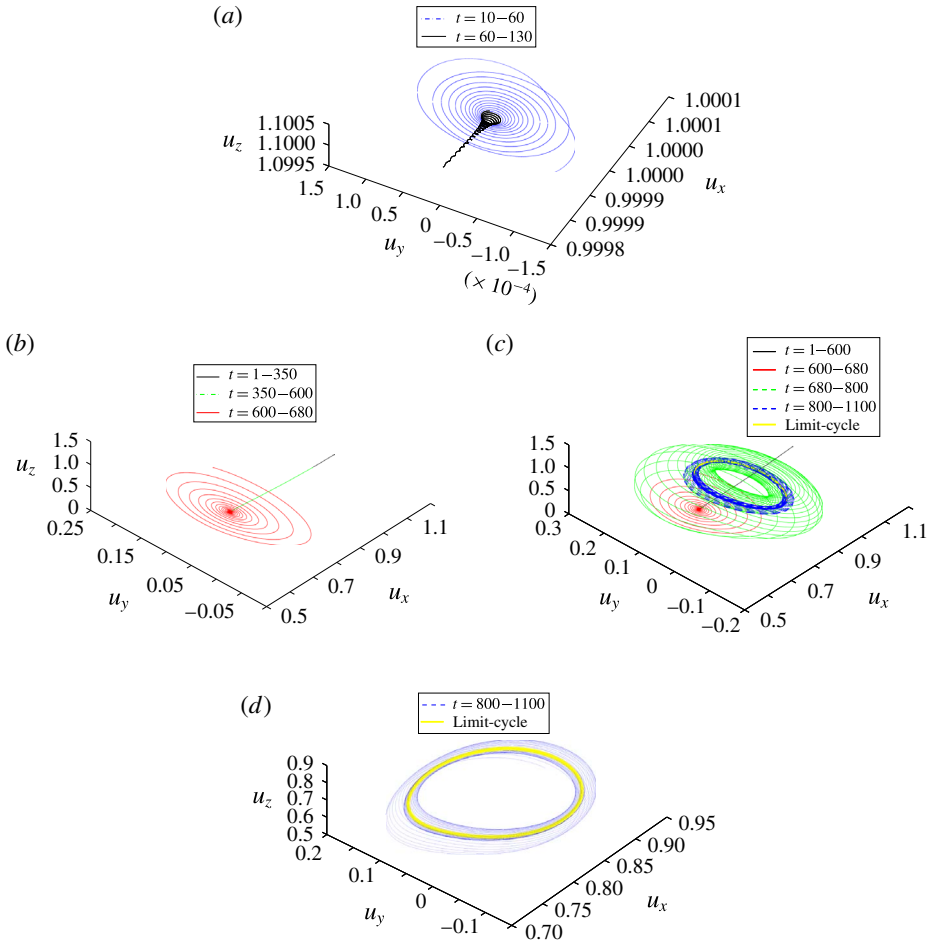 (a)
t = 10–60
t = 60–130
u_z
1.1005
1.1000
1.0995
1.5
1.0
0.5
0
−0.5
−1.0
−1.5
u_y
(× 10⁻⁴)
1.0001
1.0001
1.0000
1.0000
0.9999
0.9999
0.9998
u_x
(b)
t = 1–350
t = 350–600
t = 600–680
u_z
1.5
1.0
0.5
0
0.25
0.15
0.05
−0.05
u_y
1.1
0.9
0.7
0.5
u_x
(c)
t = 1–600
t = 600–680
t = 680–800
t = 800–1100
Limit-cycle
u_z
1.5
1.0
0.5
0
0.3
0.2
0.1
0
−0.1
−0.2
u_y
1.1
0.9
0.7
0.5
u_x
(d)
t = 800–1100
Limit-cycle
u_z
0.9
0.8
0.7
0.6
0.5
0.2
0.1
0
−0.1
u_y
0.95
0.90
0.85
0.80
0.75
0.70
u_x